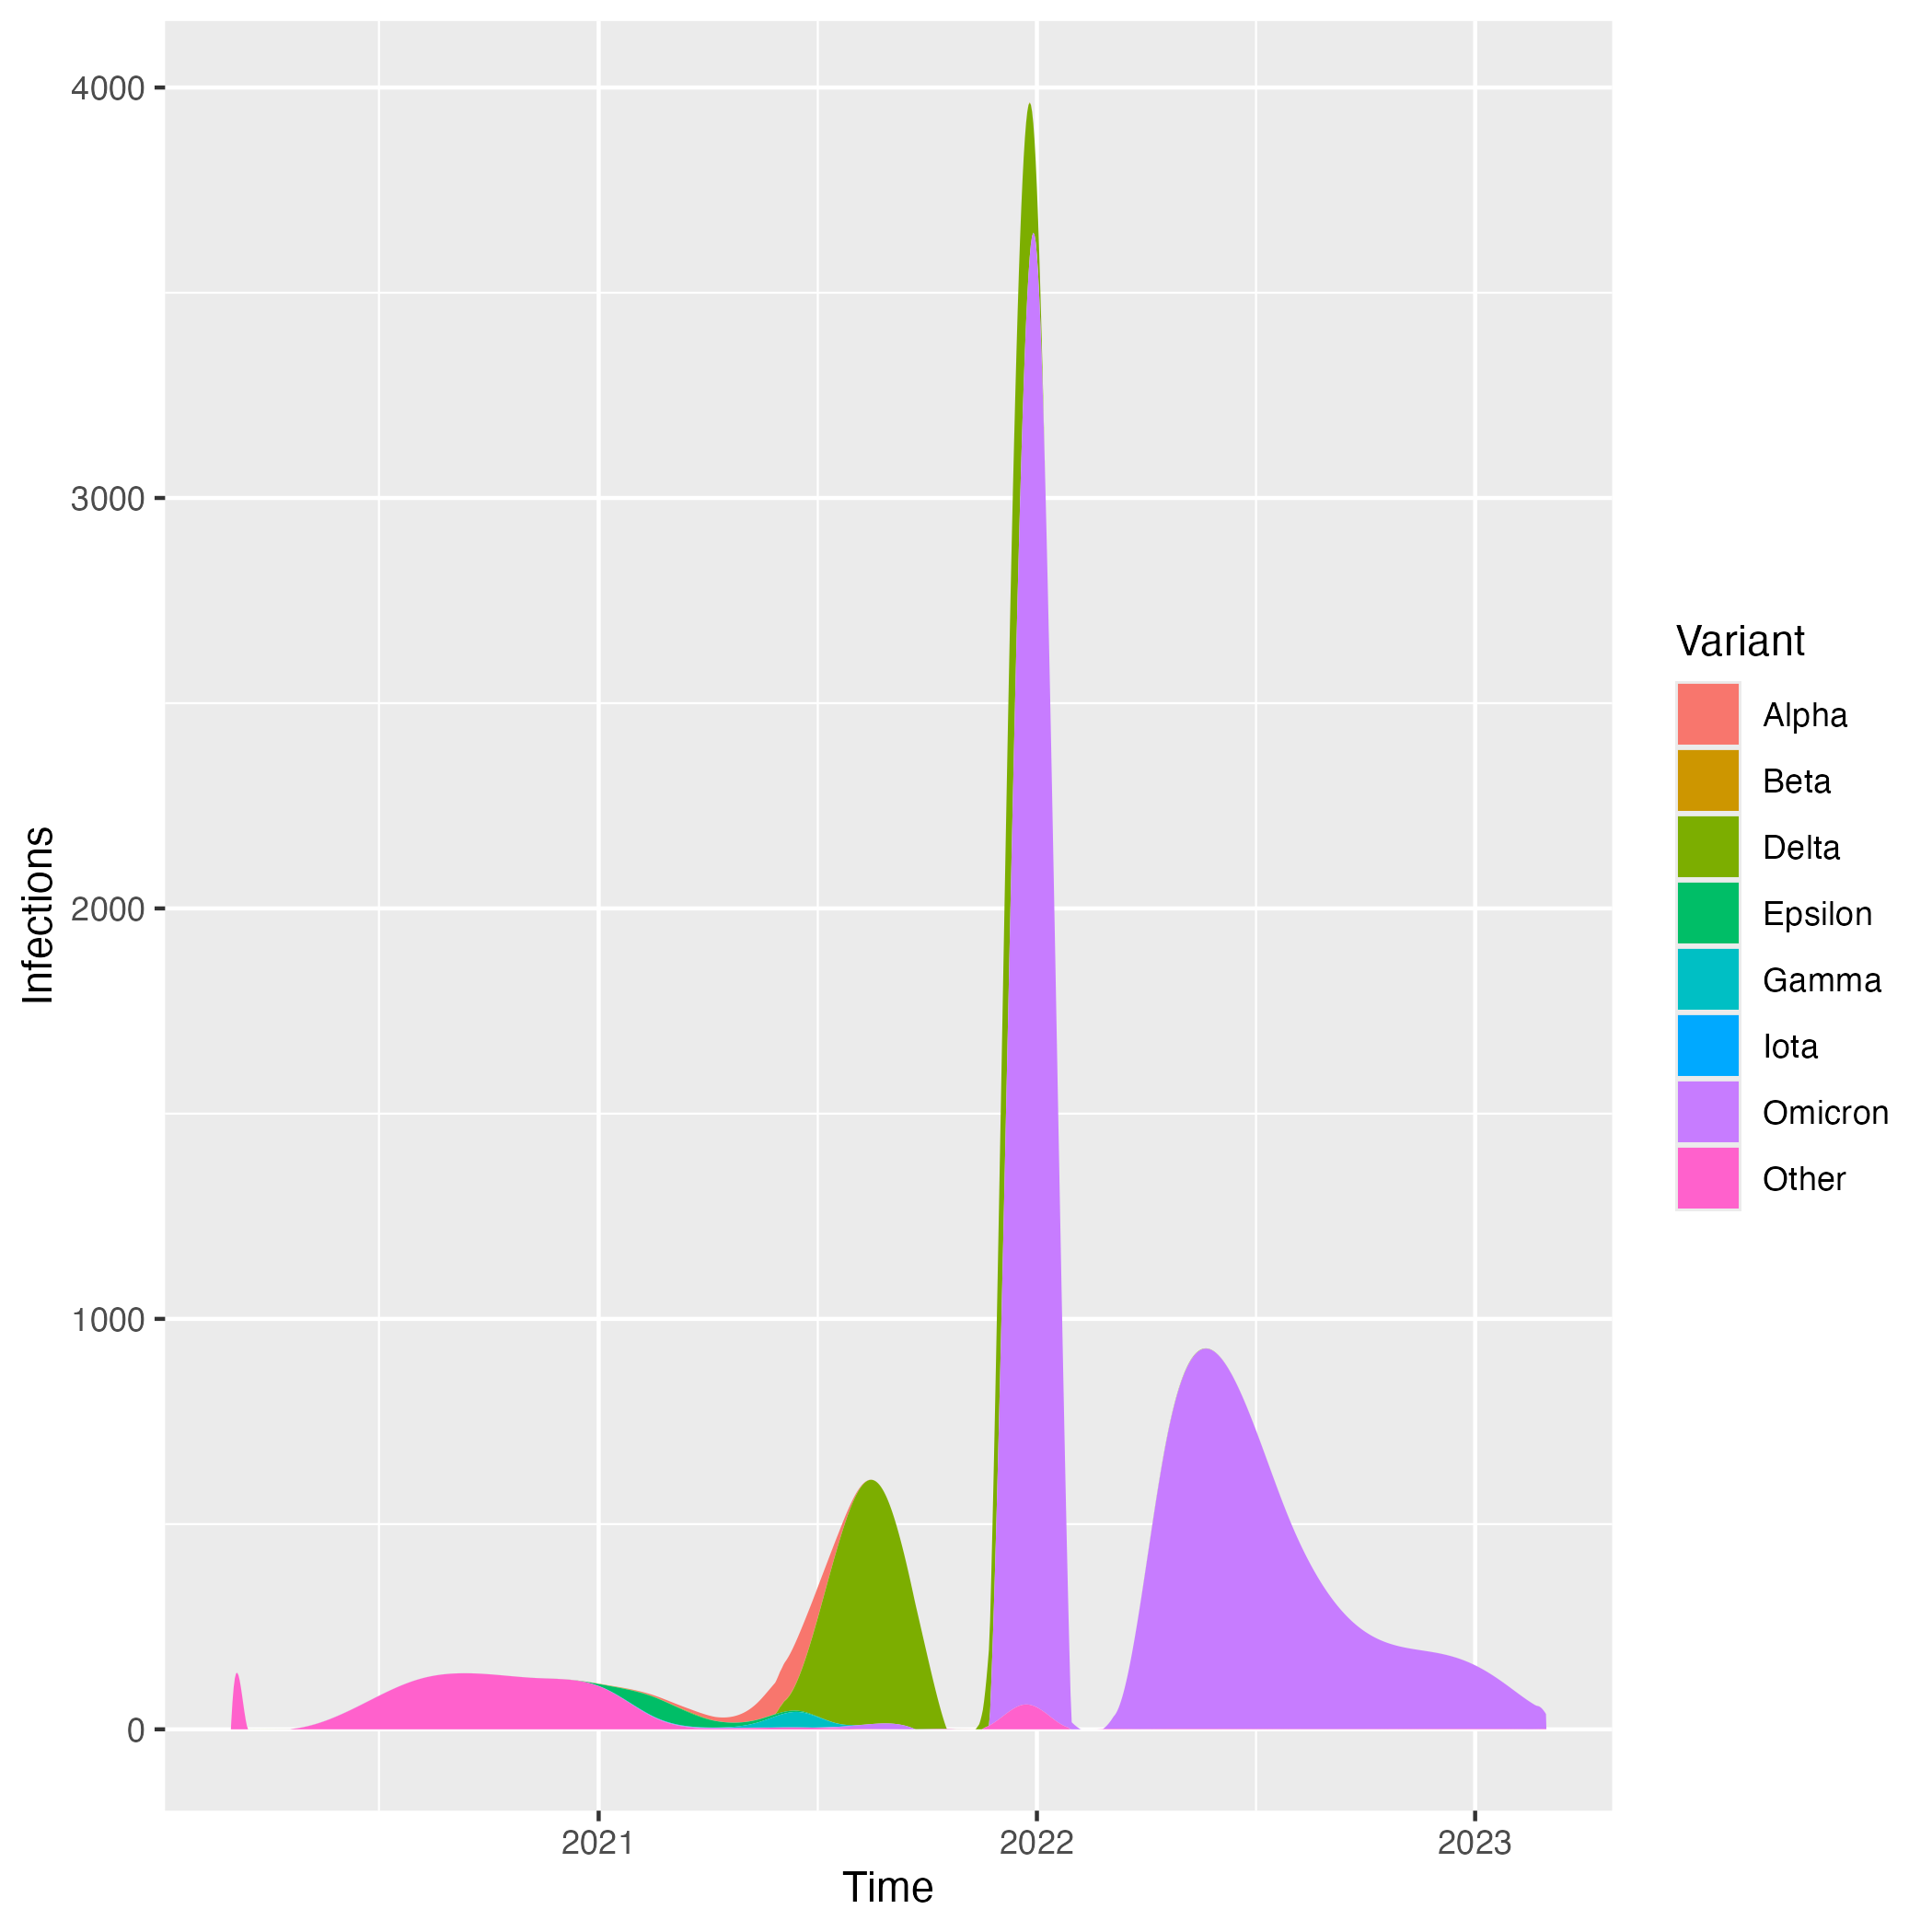 4000
3000
2000
1000
0
Infections
2021
2022
2023
Time
Variant
Alpha
Beta
Delta
Epsilon
Gamma
Iota
Omicron
Other